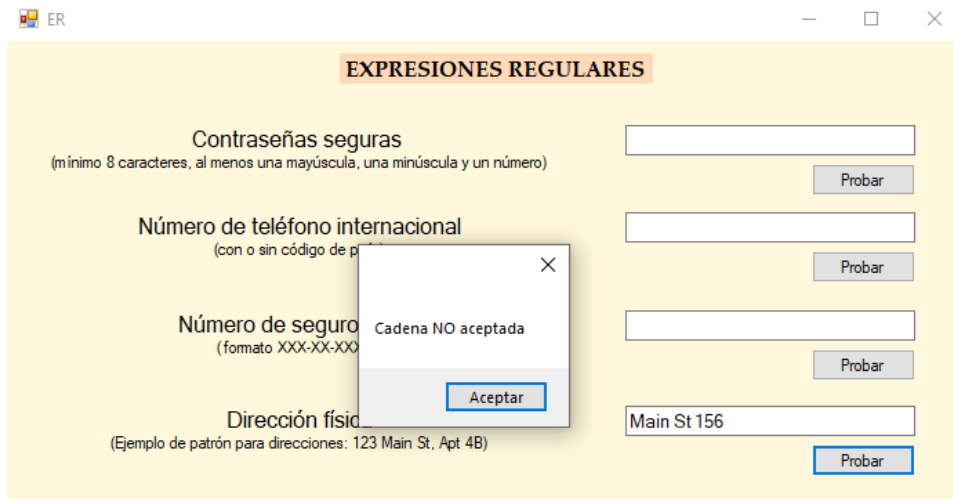 ER
EXPRESIONES REGULARES
Contraseñas seguras
(mínimo 8 caracteres, al menos una mayúscula, una minúscula y un número)
Probar
Número de teléfono internacional
(con o sin código de
Probar
Cadena NO aceptada
Aceptar
Número de seguro
(formato XXX-XX-XXX
Probar
Dirección
(Ejemplo de patrón para direcciones: 123 Main St, Apt 4B)
Main St 156
Probar